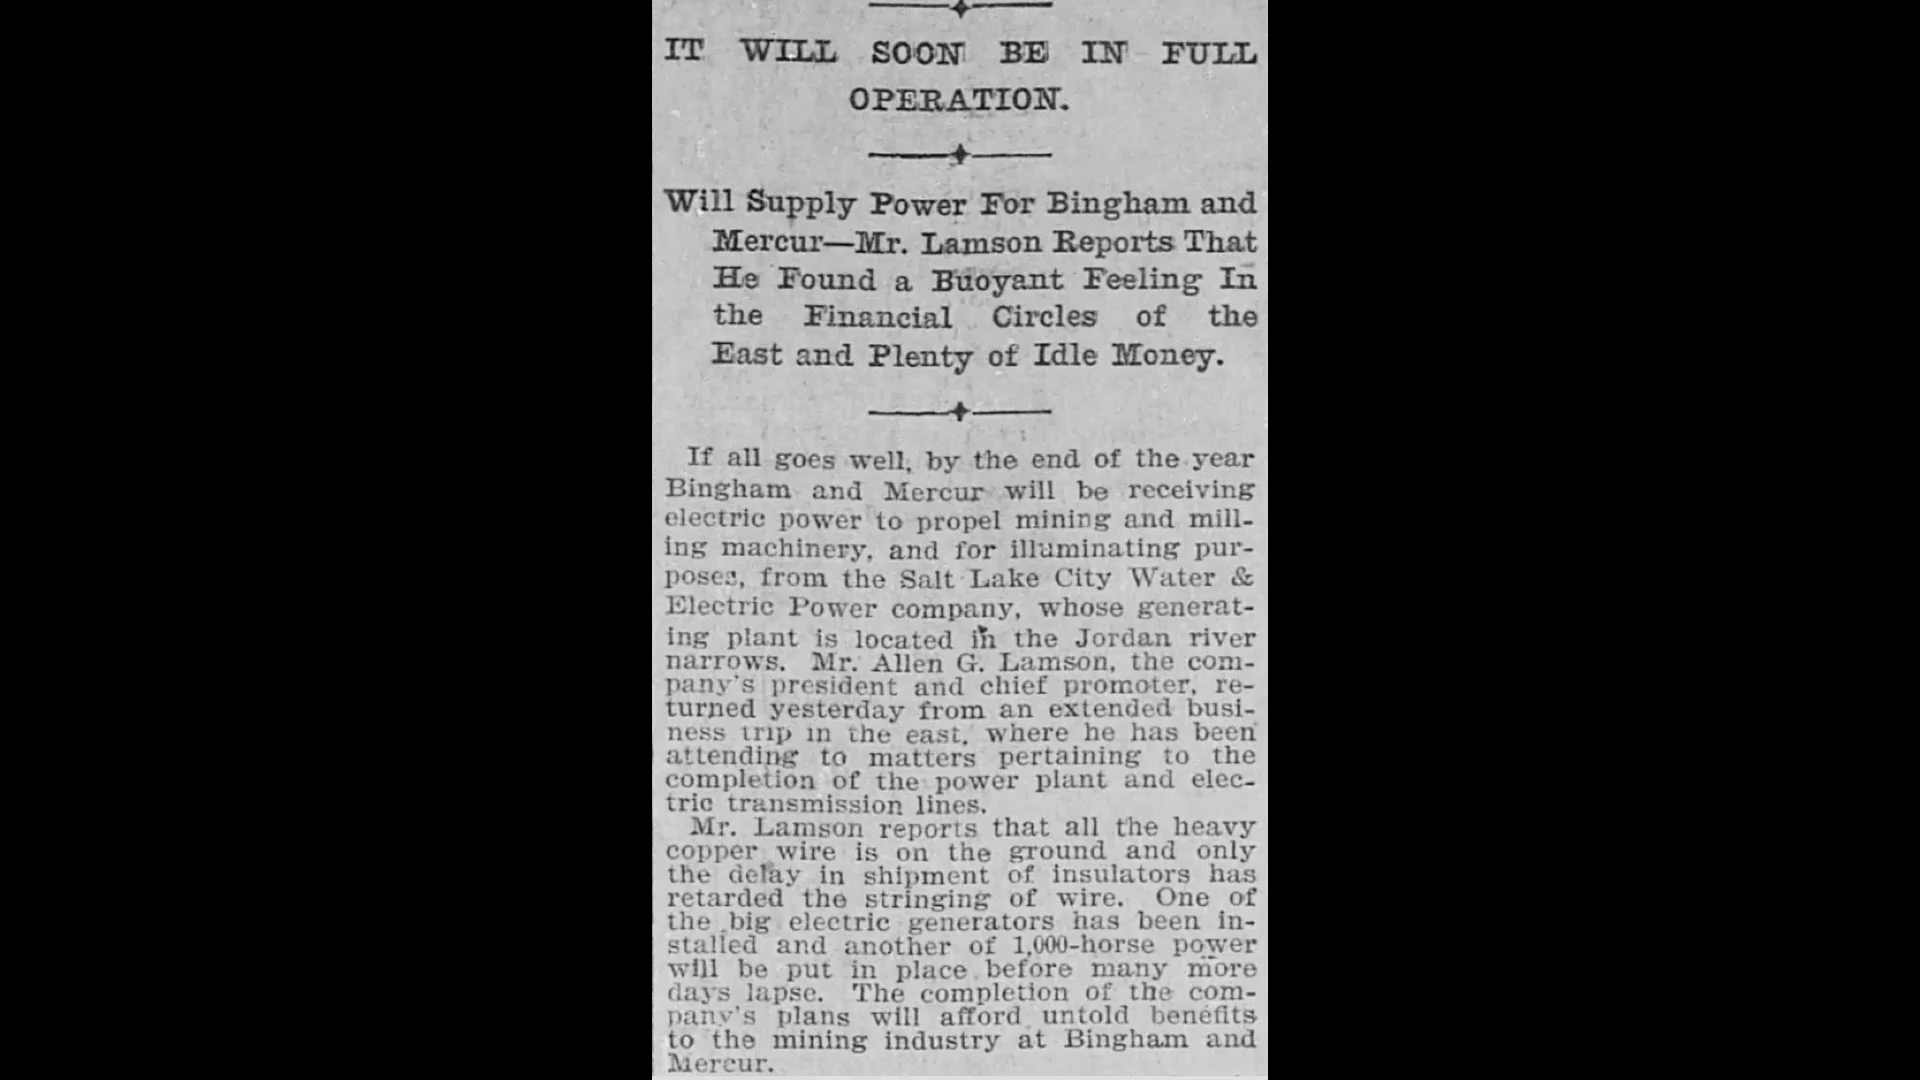 IT WILL SOON BE IN FULL
OPERATION.
Will Supply Power For Bingham and
Mercur—Mr. Lamson Reports That
He Found a Buoyant Feeling In
the Financial Circles of the
East and Plenty of Idle Money.
If all goes well, by the end of the year
Bingham and Mercur will be receiving
electric power to propel mining and mill-
ing machinery, and for illuminating pur-
poses, from the Salt Lake City Water &
Electric Power company, whose generat-
ing plant is located in the Jordan river
narrows. Mr. Allen G. Lamson, the com-
pany's president and chief promoter, re-
turned yesterday from an extended busi-
ness trip in the east, where he has been
attending to matters pertaining to the
completion of the power plant and elec-
tric transmission lines.
Mr. Lamson reports that all the heavy
copper wire is on the ground and only
the delay in shipment of insulators has
retarded the stringing of wire. One of
the big electric generators has been in-
stalled and another of 1,000-horse power
will be put in place before many more
days lapse. The completion of the com-
pany's plans will afford untold benefits
to the mining industry at Bingham and
Mercur.